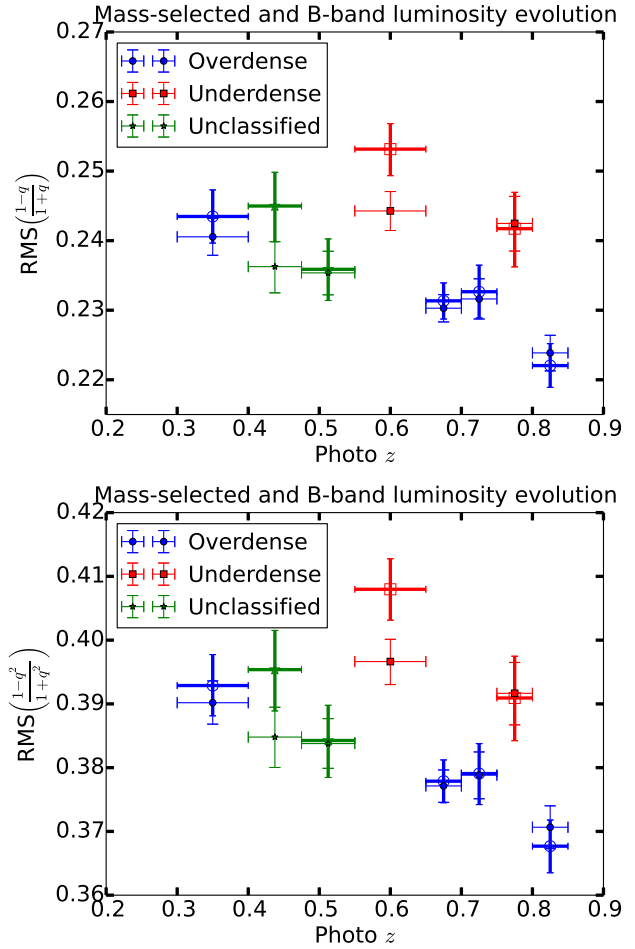 Mass-selected and B-band luminosity evolution
0.27
0.26
0.25
0.24
0.23
0.22
RMS(1−q/1+q)
Overdense
Underdense
Unclassified
0.2 0.3 0.4 0.5 0.6 0.7 0.8 0.9
Photo z
Mass-selected and B-band luminosity evolution
0.42
0.41
0.40
0.39
0.38
0.37
0.36
RMS(1−q²/1+q²)
Overdense
Underdense
Unclassified
0.2 0.3 0.4 0.5 0.6 0.7 0.8 0.9
Photo z